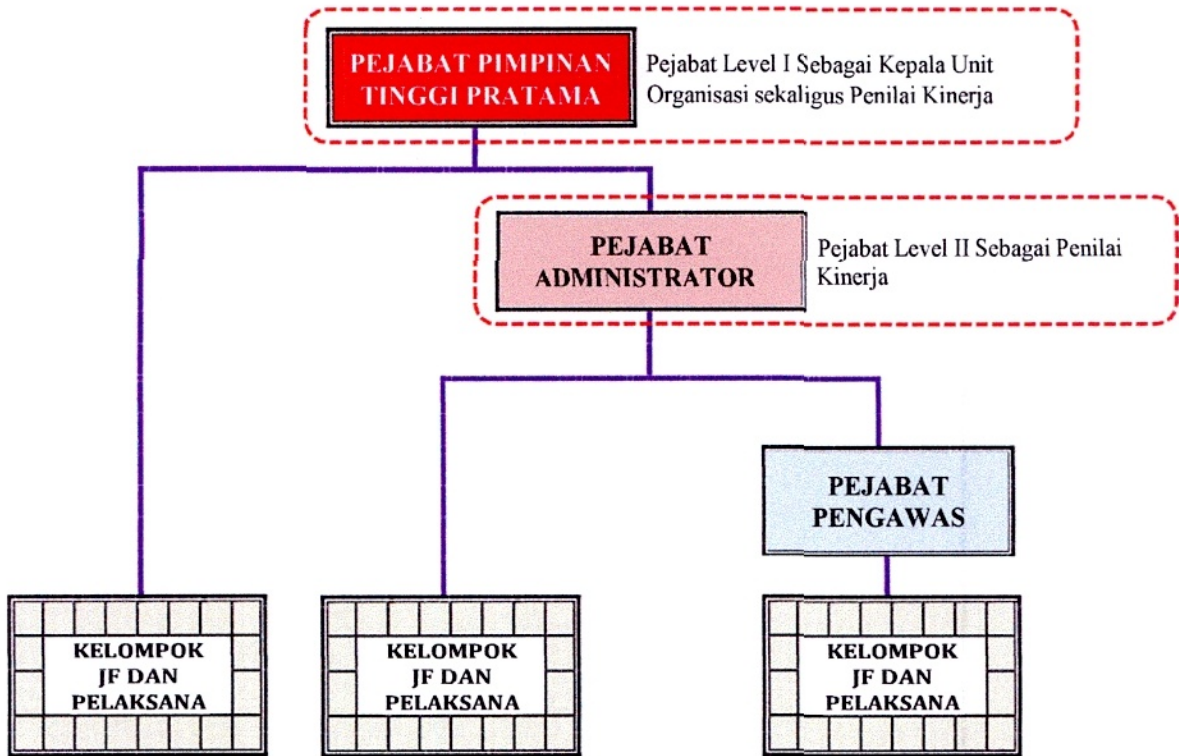 PEJABAT PIMPINAN
TINGGI PRATAMA
Pejabat Level I Sebagai Kepala Unit
Organisasi sekaligus Penilai Kinerja
PEJABAT
ADMINISTRATOR
Pejabat Level II Sebagai Penilai
Kinerja
PEJABAT
PENGAWAS
KELOMPOK
JF DAN
PELAKSANA
KELOMPOK
JF DAN
PELAKSANA
KELOMPOK
JF DAN
PELAKSANA